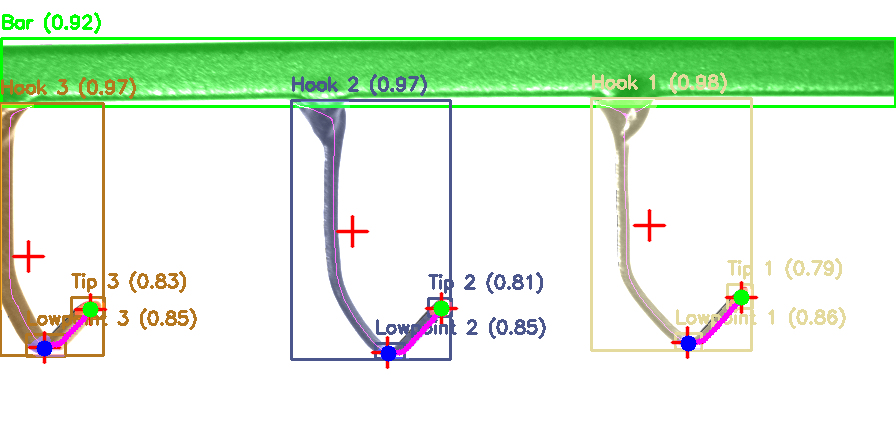 Bar (0.92)
Hook 3 (0.97)
Hook 2 (0.97)
Hook 1 (0.98)
Tip 3 (0.83)
Tip 2 (0.81)
Tip 1 (0.79)
Lowpoint 3 (0.85)
Lowpoint 2 (0.85)
Lowpoint 1 (0.86)